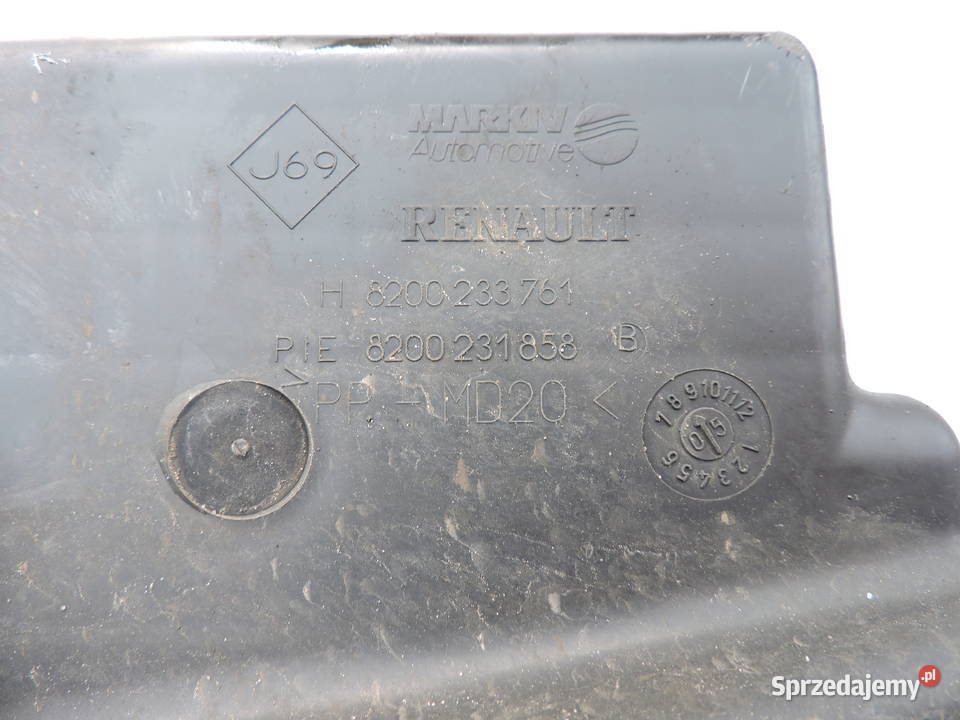 J69
MARKIV
Automotive
RENAULT
H 8200 233 761
PIE 8200 231 858 B
> PP - MD20 <
1 2 3 4 5 6 7 8 9 10 11 12
05
Sprzedajemy.pl